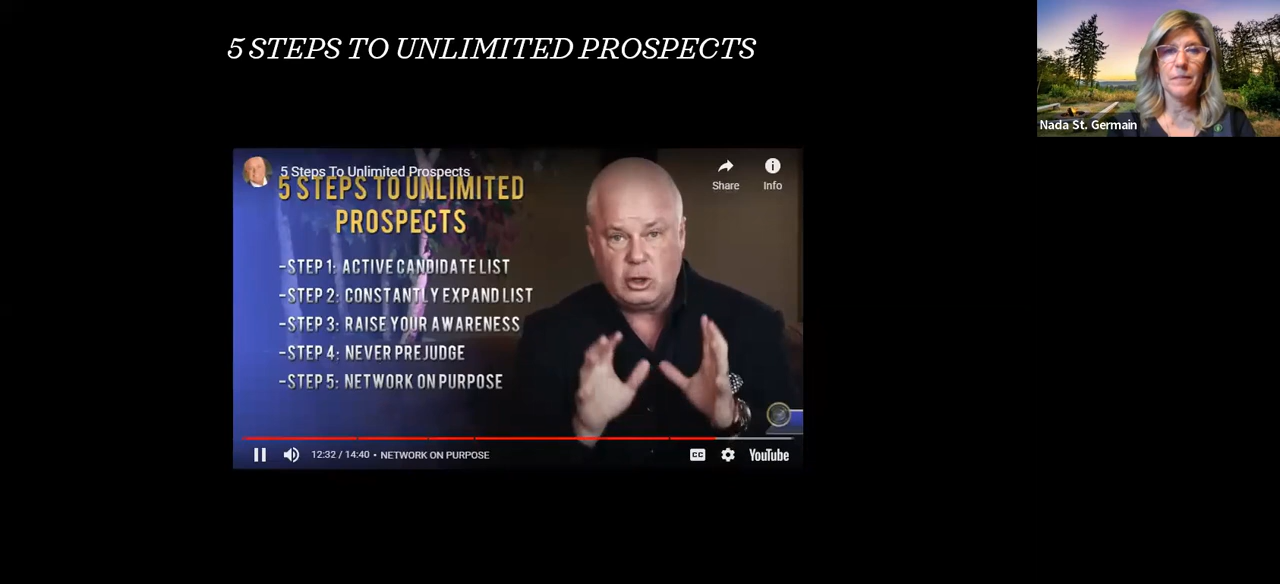 5 STEPS TO UNLIMITED PROSPECTS
Nada St. Germain
5 Steps To Unlimited Prospects
Share
Info
5 STEPS TO UNLIMITED
PROSPECTS
-STEP 1: ACTIVE CANDIDATE LIST
-STEP 2: CONSTANTLY EXPAND LIST
-STEP 3: RAISE YOUR AWARENESS
-STEP 4: NEVER PREJUDGE
-STEP 5: NETWORK ON PURPOSE
12:32 / 14:40 • NETWORK ON PURPOSE
CC
YouTube